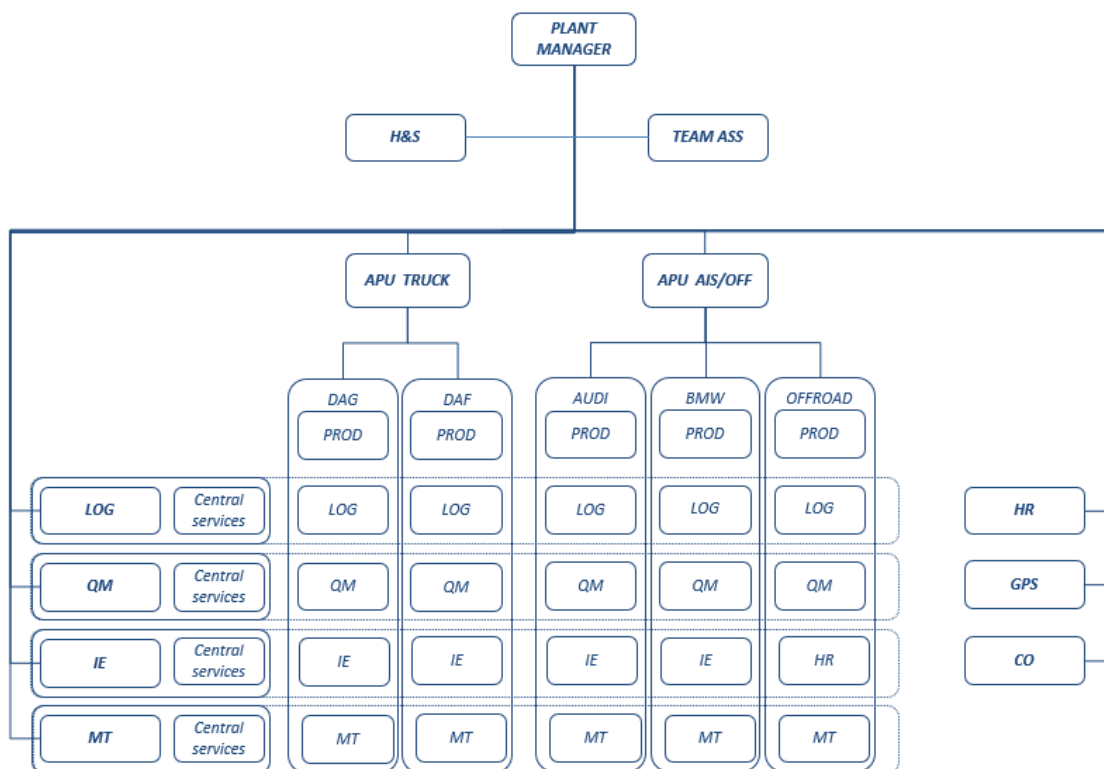 PLANT
MANAGER
H&S
TEAM ASS
APU TRUCK
APU AIS/OFF
DAG
DAF
AUDI
BMW
OFFROAD
PROD
PROD
PROD
PROD
PROD
LOG
Central
services
LOG
LOG
LOG
LOG
LOG
HR
QM
Central
services
QM
QM
QM
QM
QM
GPS
IE
Central
services
IE
IE
IE
IE
HR
CO
MT
Central
services
MT
MT
MT
MT
MT